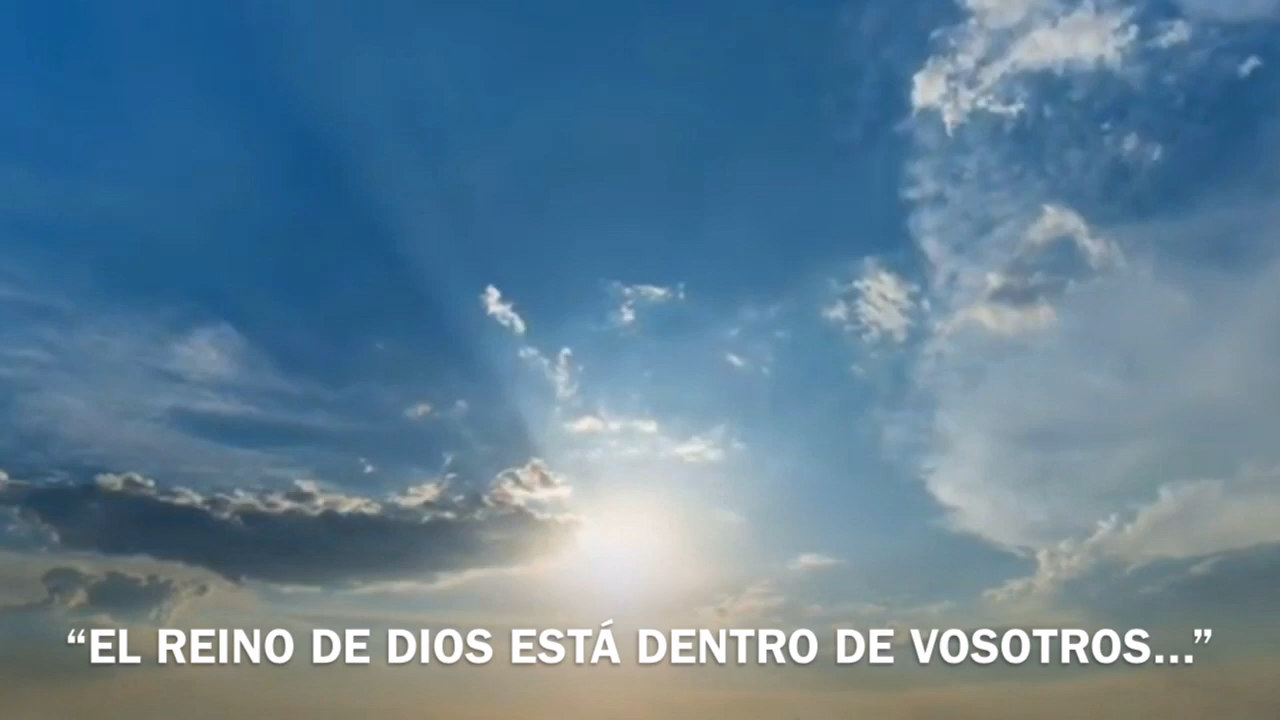 “EL REINO DE DIOS ESTÁ DENTRO DE VOSOTROS...”